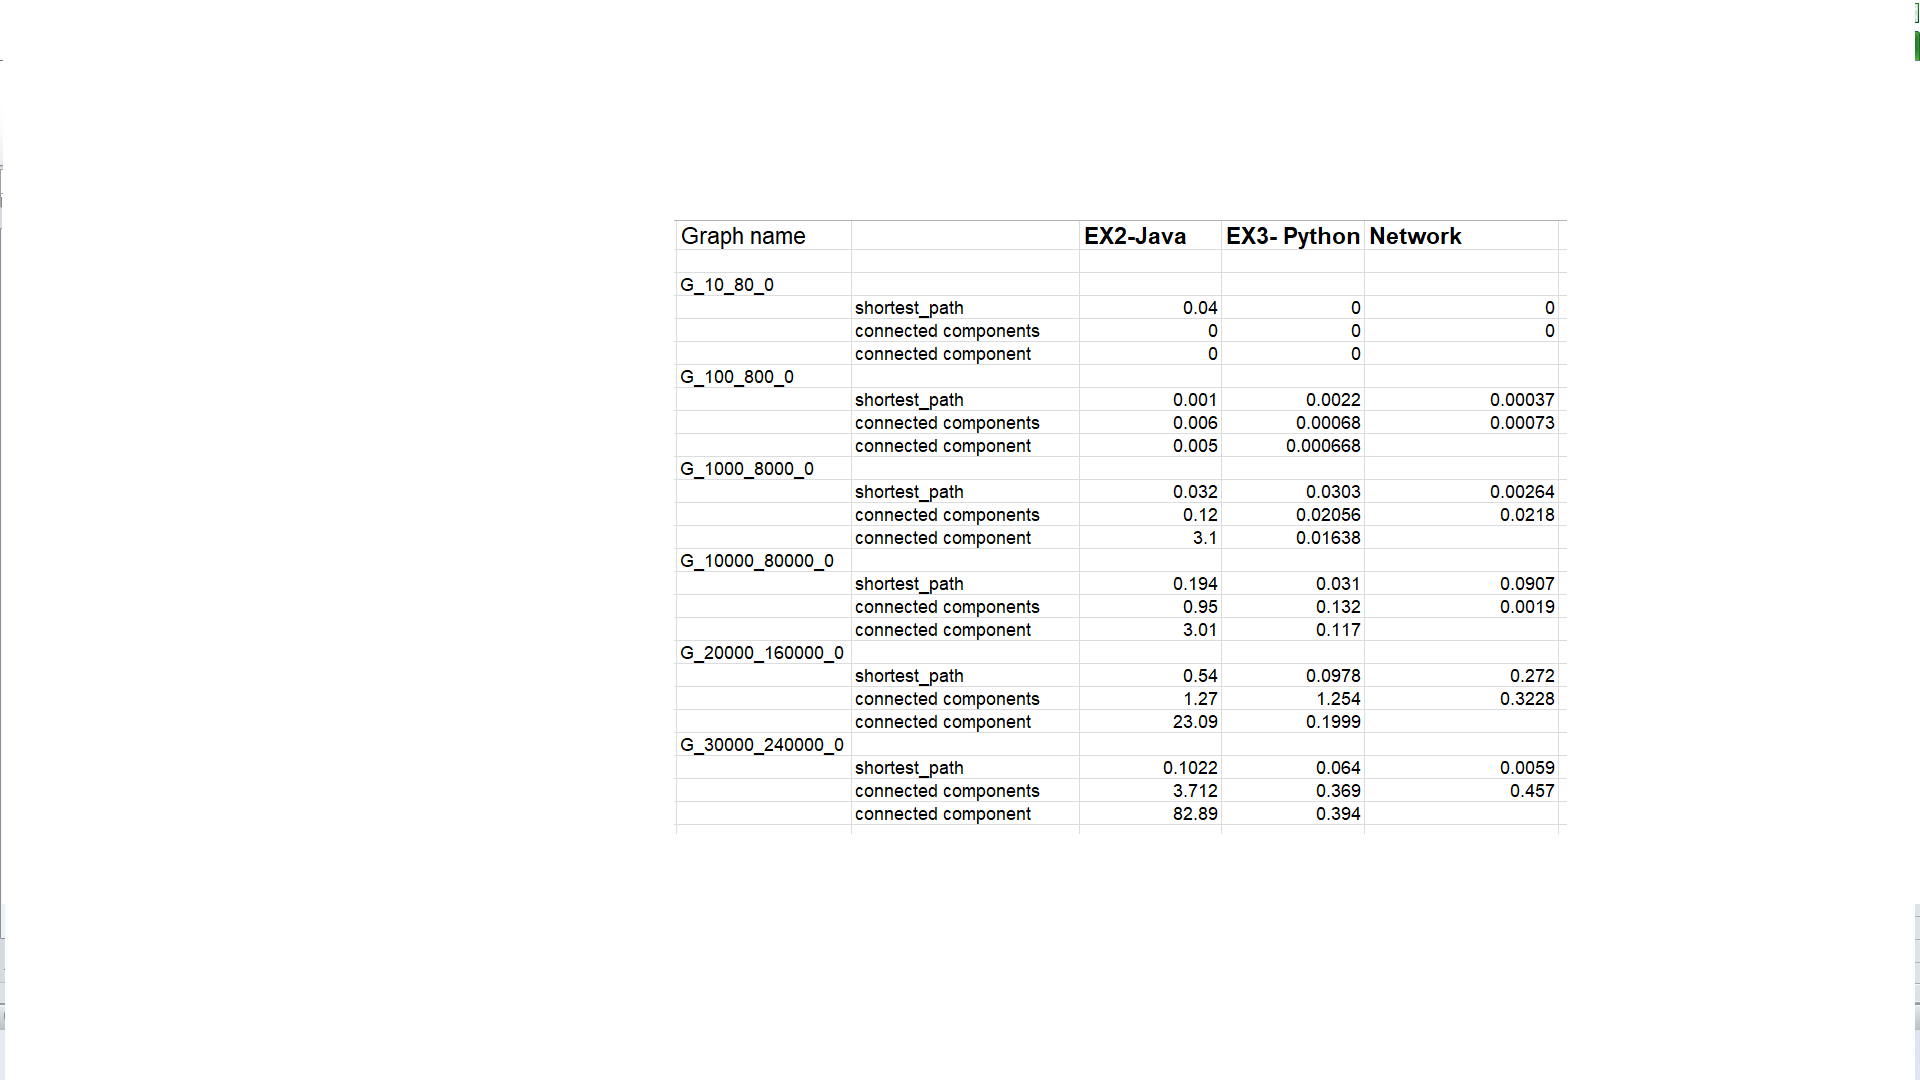 Graph name EX2-Java EX3- Python Network
G_10_80_0
shortest_path 0.04 0 0
connected components 0 0 0
connected component 0 0
G_100_800_0
shortest_path 0.001 0.0022 0.00037
connected components 0.006 0.00068 0.00073
connected component 0.005 0.000668
G_1000_8000_0
shortest_path 0.032 0.0303 0.00264
connected components 0.12 0.02056 0.0218
connected component 3.1 0.01638
G_10000_80000_0
shortest_path 0.194 0.031 0.0907
connected components 0.95 0.132 0.0019
connected component 3.01 0.117
G_20000_160000_0
shortest_path 0.54 0.0978 0.272
connected components 1.27 1.254 0.3228
connected component 23.09 0.1999
G_30000_240000_0
shortest_path 0.1022 0.064 0.0059
connected components 3.712 0.369 0.457
connected component 82.89 0.394